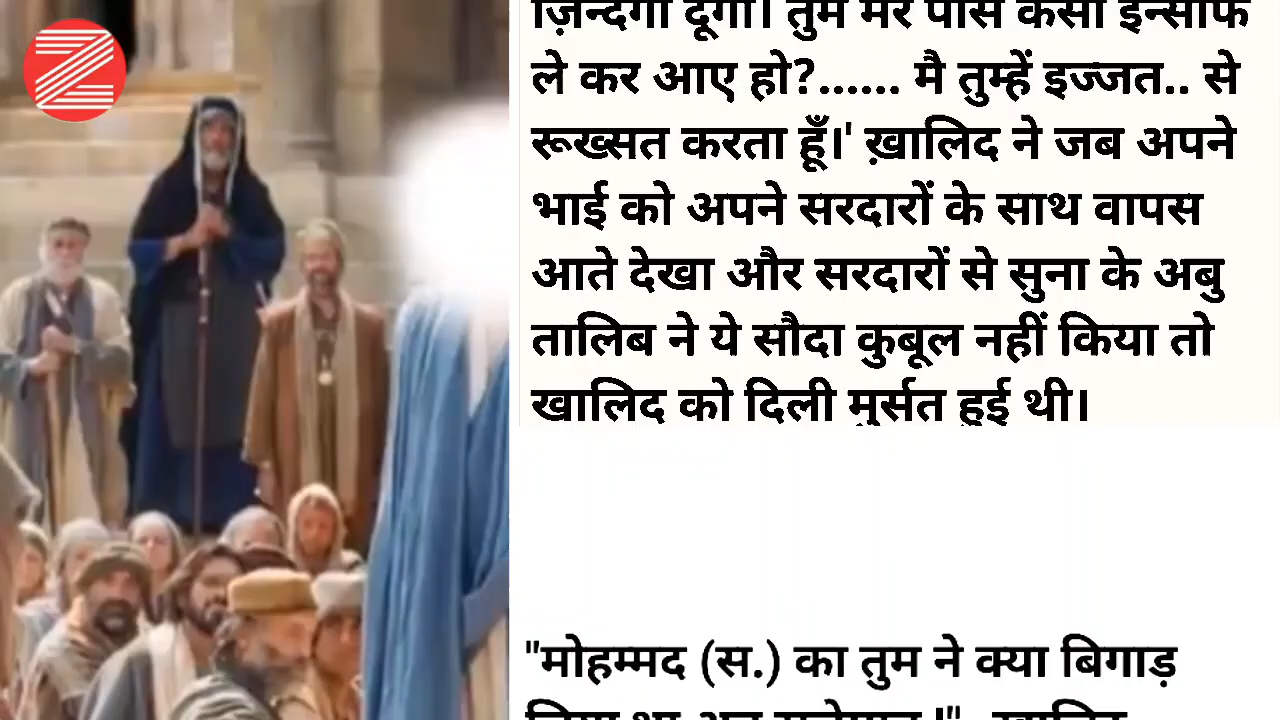 ज़िन्दगी दूंगा। तुम मेरे पास कैसा इन्साफ
ले कर आए हो?...... मै तुम्हें इज्जत.. से
रूख्सत करता हूँ।' ख़ालिद ने जब अपने
भाई को अपने सरदारों के साथ वापस
आते देखा और सरदारों से सुना के अबु
तालिब ने ये सौदा कुबूल नहीं किया तो
खालिद को दिली मुर्सत हुई थी।
"मोहम्मद (स.) का तुम ने क्या बिगाड़